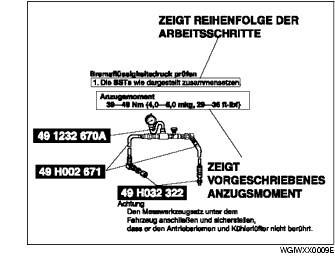 ZEIGT REIHENFOLGE DER
ARBEITSSCHRITTE
Bremsflüssigkeitsdruck prüfen
1. Die SSTs wie dargestellt zusammensetzen.
Anzugsmoment
39—49 Nm {4,0—5,0 mkg, 29—36 ft·lbf}
49 1232 670A
49 H002 671
49 H032 322
ZEIGT
VORGESCHRIEBENES
ANZUGSMOMENT
Achtung
Den Messwerkzeugsatz unter dem
Fahrzeug anschließen und sicherstellen,
dass er den Antriebsriemen und Kühlerlüfter nicht berührt.
WGIWXX0009E